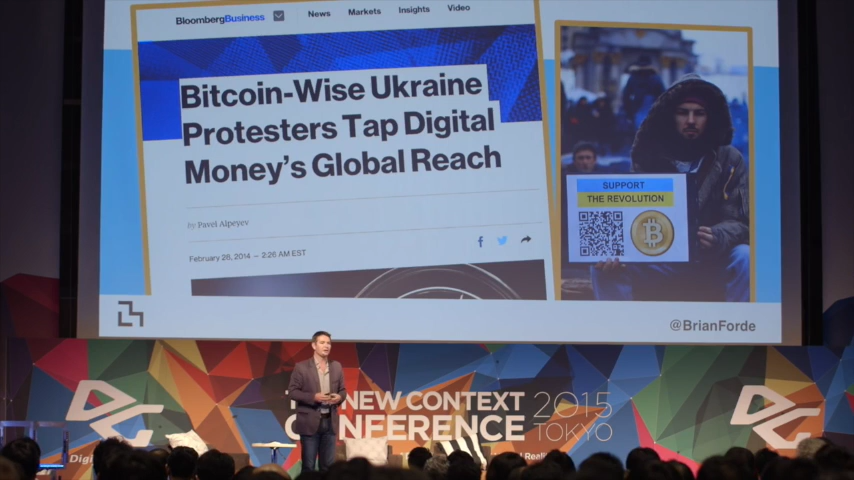 BloombergBusiness
News
Markets
Insights
Video
Bitcoin-Wise Ukraine
Protesters Tap Digital
Money's Global Reach
by Pavel Alpeyev
February 26, 2014 — 2:26 AM EST
SUPPORT
THE REVOLUTION
@BrianForde
NEW CONTEXT
CONFERENCE
2015
TOKYO